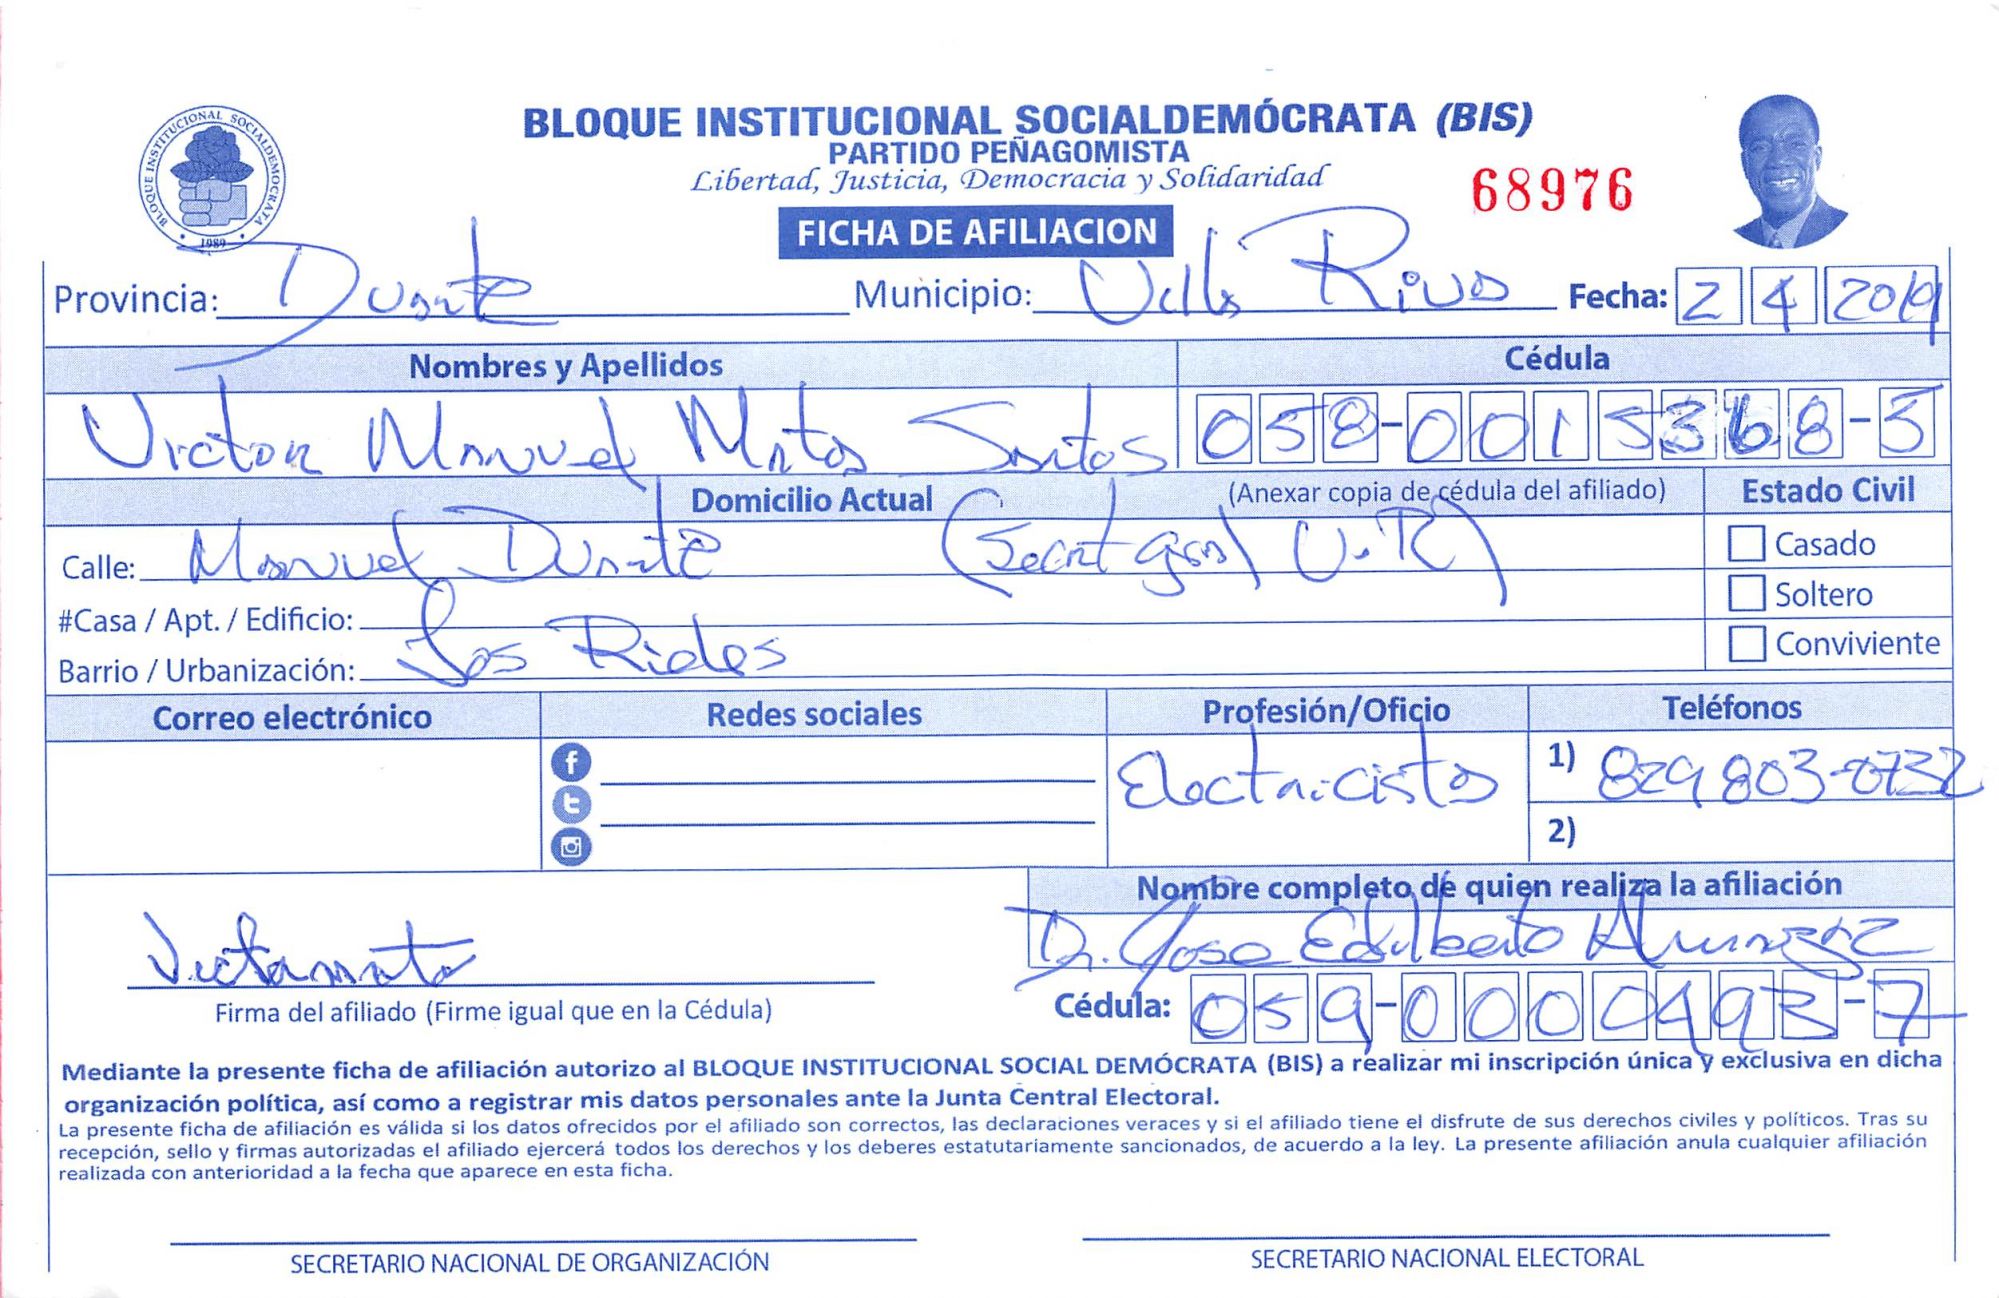 BLOQUE INSTITUCIONAL SOCIALDEMÓCRATA (BIS)
PARTIDO PEÑAGOMISTA
Libertad, Justicia, Democracia y Solidaridad
68976
BLOQUE INSTITUCIONAL SOCIALDEMOCRATA
1989
FICHA DE AFILIACION
Provincia: Duarte Municipio: Villa Riva Fecha: 2 4 2019
Nombres y Apellidos Cédula
Victor Manuel Matos Santos 058-0015368-5
Domicilio Actual (Anexar copia de cédula del afiliado) Estado Civil
Calle: Manuel Duarte (Secret gral V.R)
Casado
#Casa / Apt. / Edificio:
Soltero
Barrio / Urbanización: Los
Conviviente
Correo electrónico Redes sociales Profesión/Oficio Teléfonos
Electricista 1) 829 803-0732
2)
Nombre completo de quien realiza la afiliación
Dr. Jose Edilberto
Firma del afiliado (Firme igual que en la Cédula)
Cédula: 059-0000493-7
Mediante la presente ficha de afiliación autorizo al BLOQUE INSTITUCIONAL SOCIAL DEMÓCRATA (BIS) a realizar mi inscripción única y exclusiva en dicha
organización política, así como a registrar mis datos personales ante la Junta Central Electoral.
La presente ficha de afiliación es válida si los datos ofrecidos por el afiliado son correctos, las declaraciones veraces y si el afiliado tiene el disfrute de sus derechos civiles y políticos. Tras su
recepción, sello y firmas autorizadas el afiliado ejercerá todos los derechos y los deberes estatutariamente sancionados, de acuerdo a la ley. La presente afiliación anula cualquier afiliación
realizada con anterioridad a la fecha que aparece en esta ficha.
SECRETARIO NACIONAL DE ORGANIZACIÓN SECRETARIO NACIONAL ELECTORAL